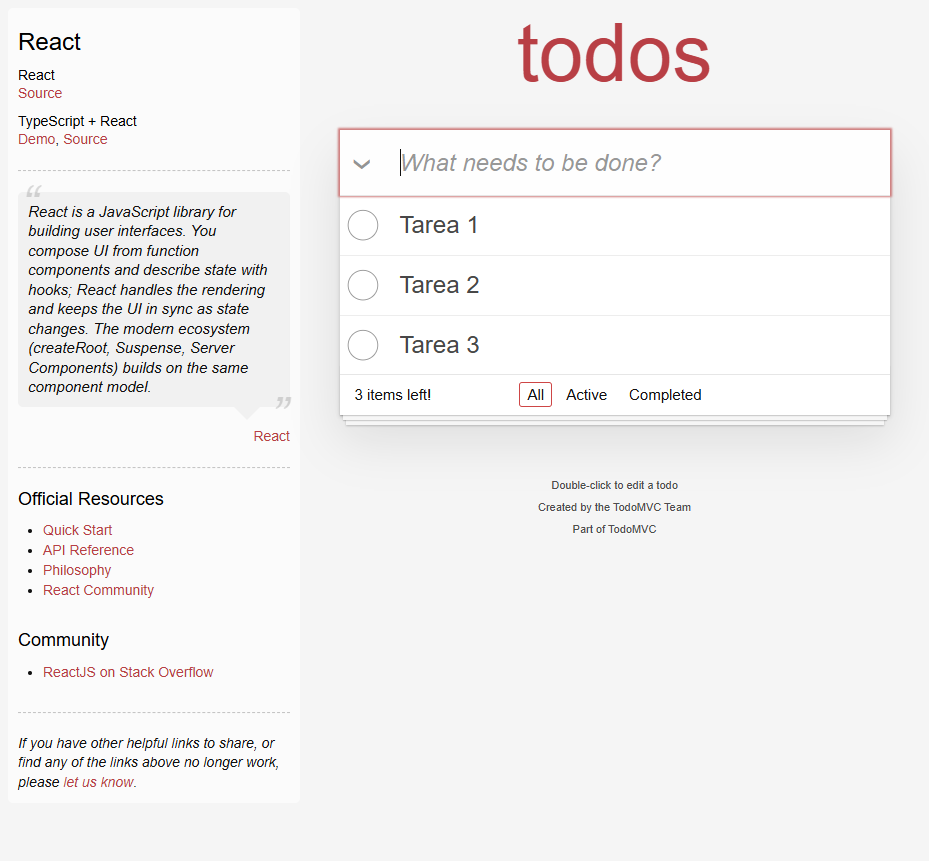 React
React
Source
TypeScript + React
Demo, Source
“
React is a JavaScript library for
building user interfaces. You
compose UI from function
components and describe state with
hooks; React handles the rendering
and keeps the UI in sync as state
changes. The modern ecosystem
(createRoot, Suspense, Server
Components) builds on the same
component model.
”
React
Official Resources
Quick Start
API Reference
Philosophy
React Community
Community
ReactJS on Stack Overflow
If you have other helpful links to share, or
find any of the links above no longer work,
please let us know.
todos
What needs to be done?
Tarea 1
Tarea 2
Tarea 3
3 items left! All Active Completed
Double-click to edit a todo
Created by the TodoMVC Team
Part of TodoMVC